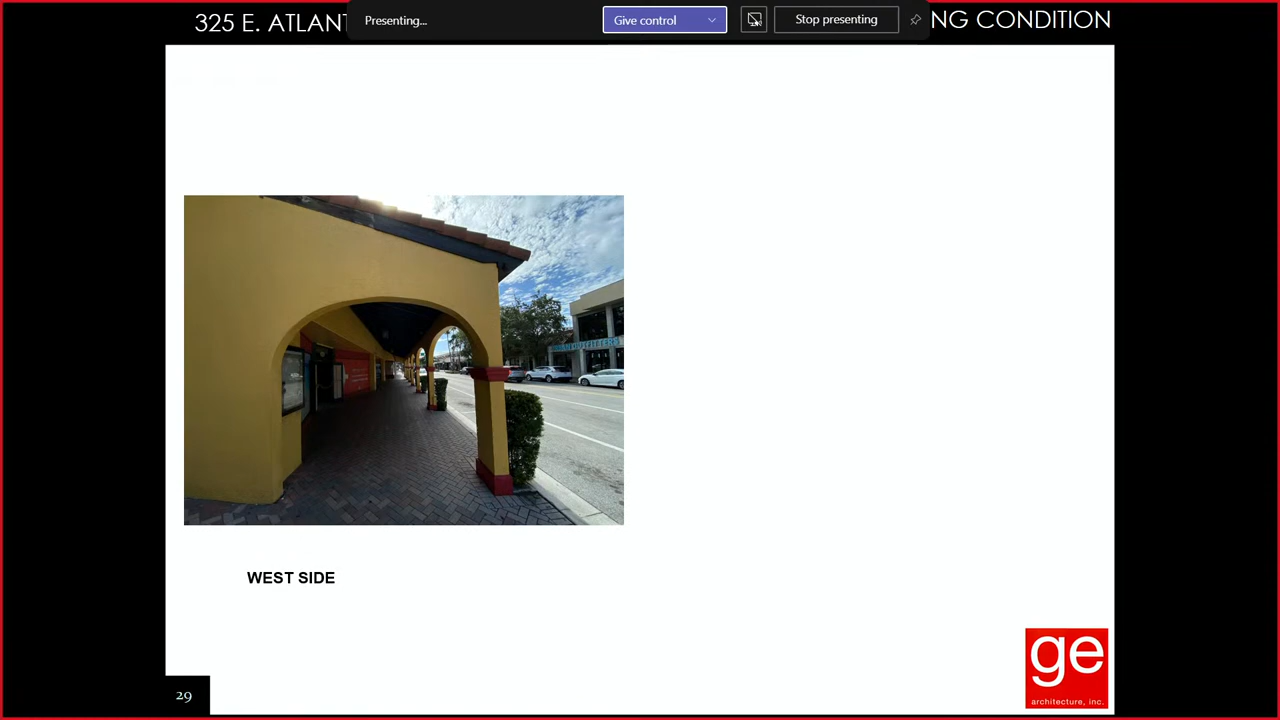 325 E. ATLANT
Presenting...
Give control
Stop presenting
NG CONDITION
WEST SIDE
29
ge
architecture, inc.